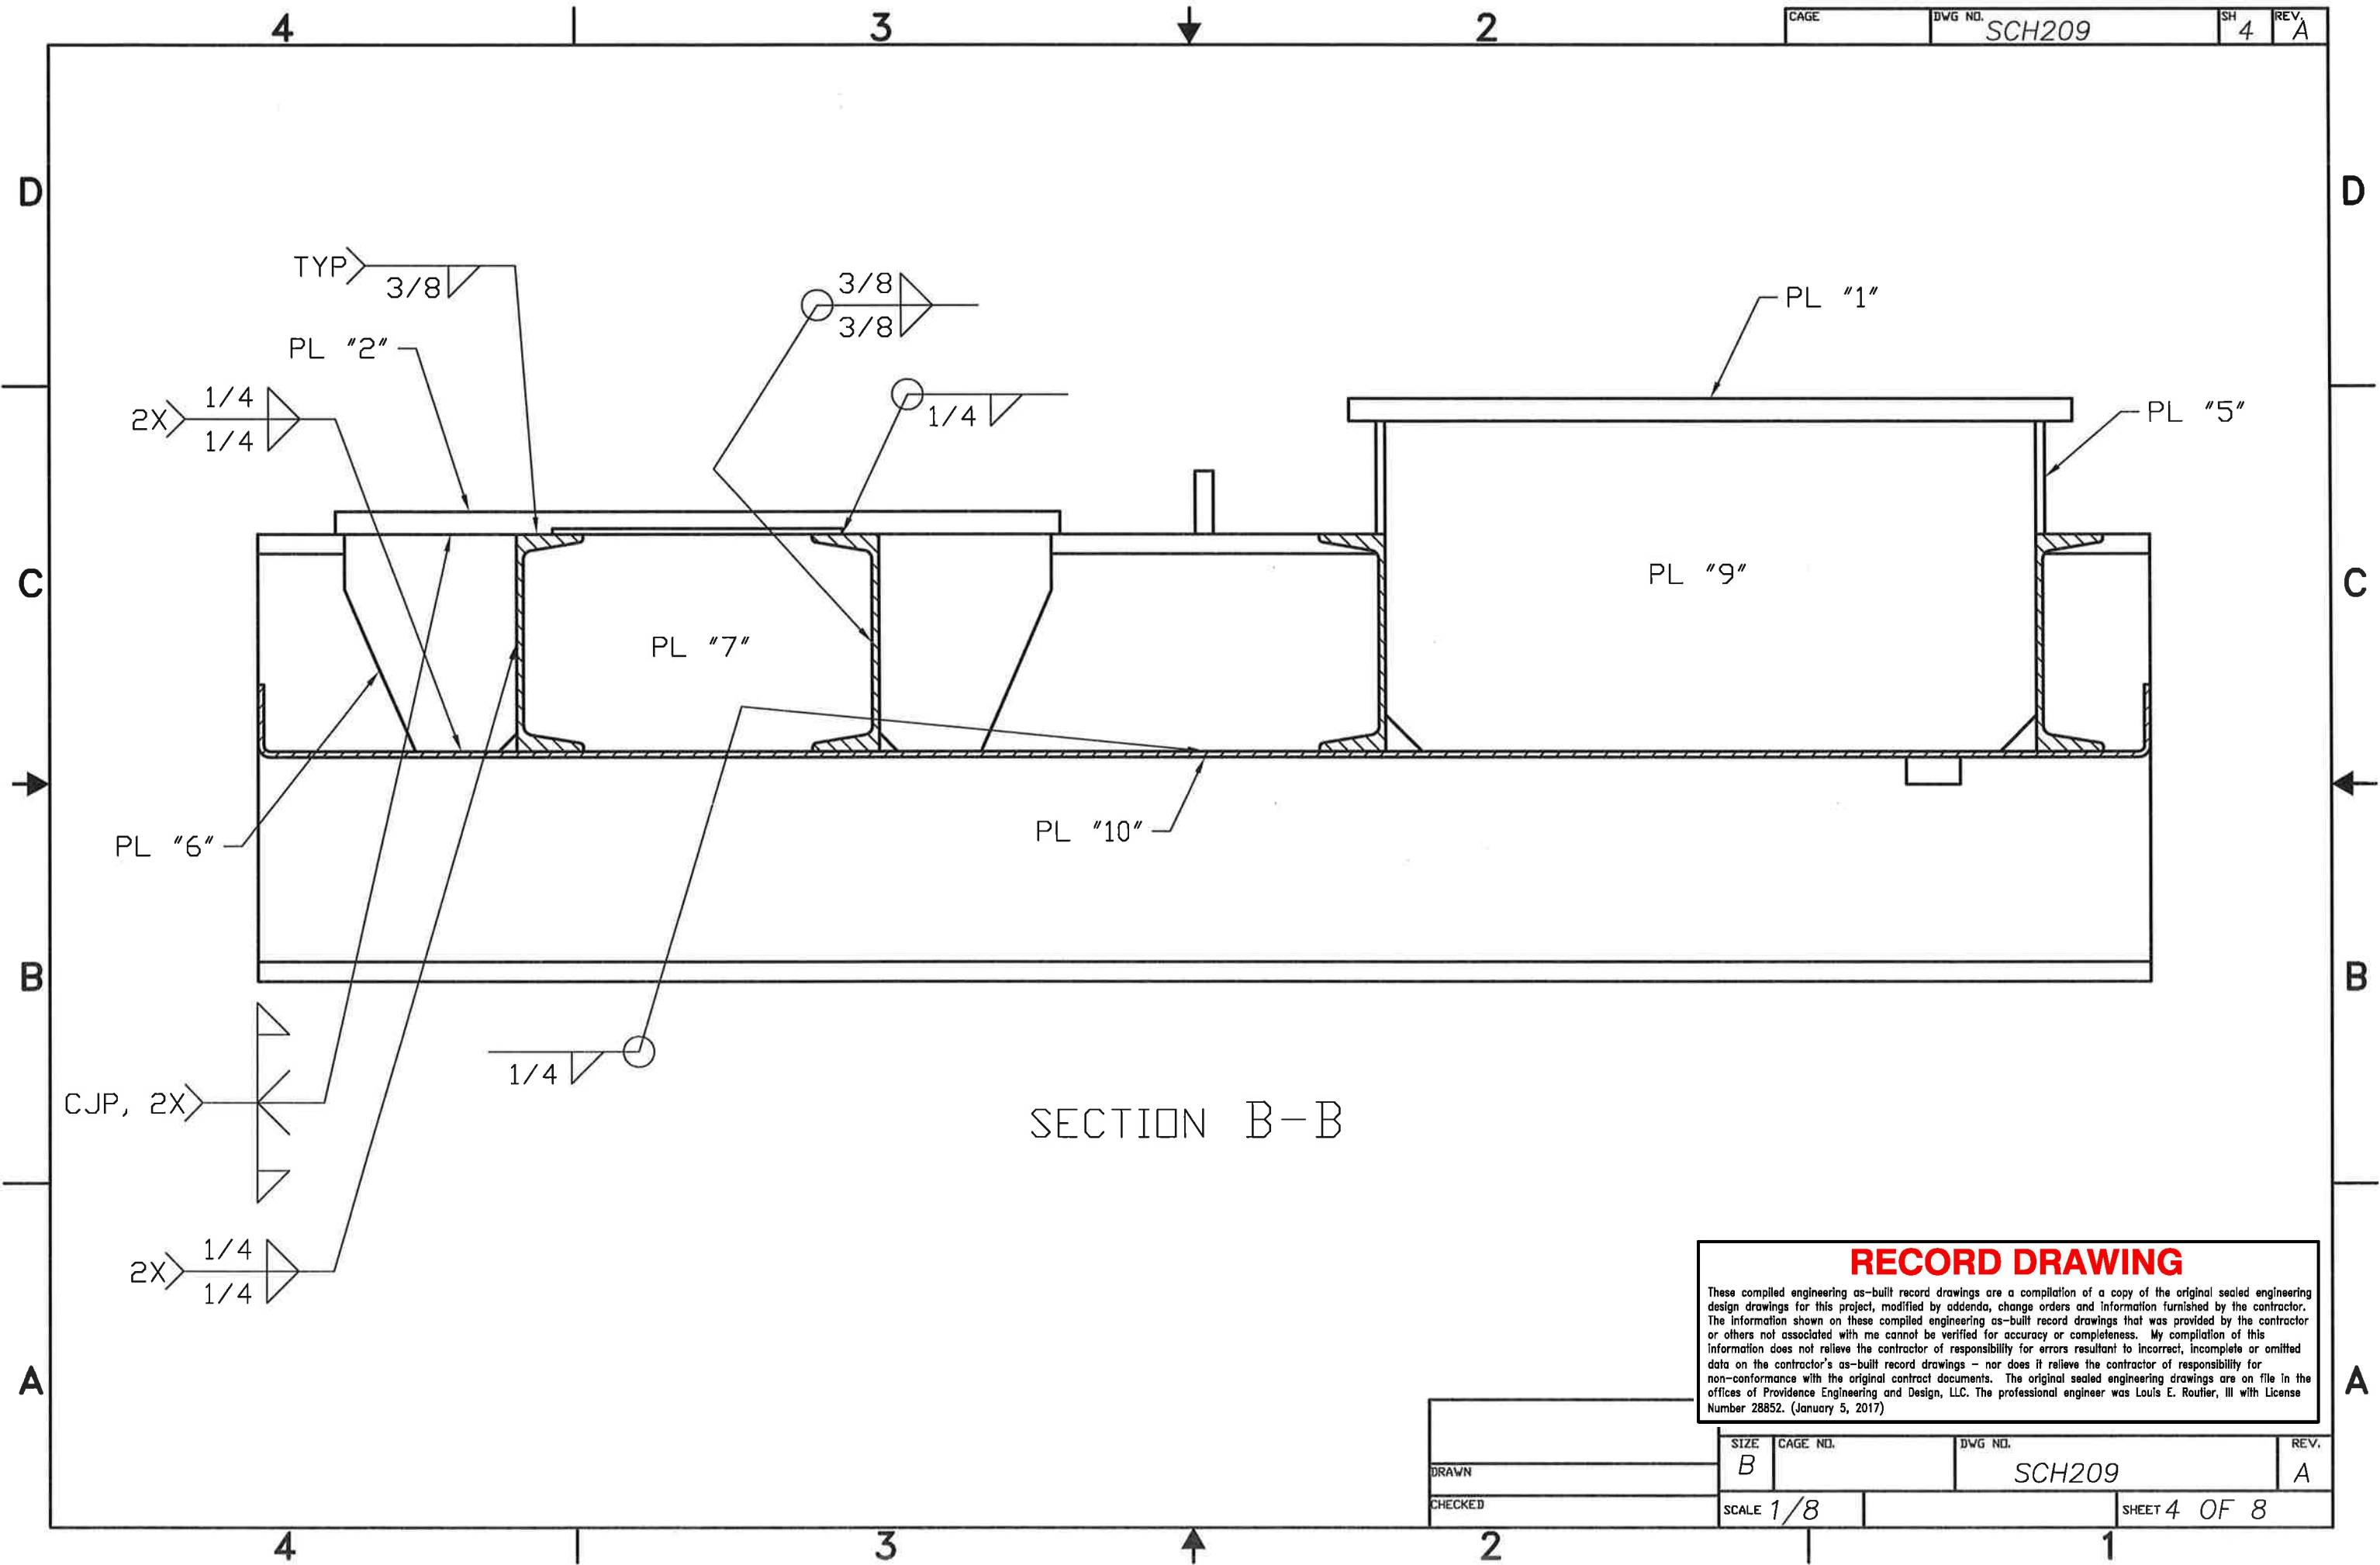 4 3 2
CAGE DWG NO. SCH209 SH 4 REV. A
D D
TYP 3/8
3/8
3/8
PL "1"
PL "2"
2X 1/4
1/4
1/4
PL "5"
C C
PL "9"
PL "7"
PL "6"
PL "10"
B B
1/4
CJP, 2X
SECTION B-B
2X 1/4
1/4
RECORD DRAWING
These compiled engineering as-built record drawings are a compilation of a copy of the original sealed engineering
design drawings for this project, modified by addenda, change orders and information furnished by the contractor.
The information shown on these compiled engineering as-built record drawings that was provided by the contractor
or others not associated with me cannot be verified for accuracy or completeness. My compilation of this
information does not relieve the contractor of responsibility for errors resultant to incorrect, incomplete or omitted
data on the contractor's as-built record drawings - nor does it relieve the contractor of responsibility for
non-conformance with the original contract documents. The original sealed engineering drawings are on file in the
offices of Providence Engineering and Design, LLC. The professional engineer was Louis E. Routier, III with License
Number 28852. (January 5, 2017)
A A
SIZE B CAGE NO. DWG NO. SCH209 REV. A
DRAWN
CHECKED
SCALE 1/8 SHEET 4 OF 8
4 3 2 1